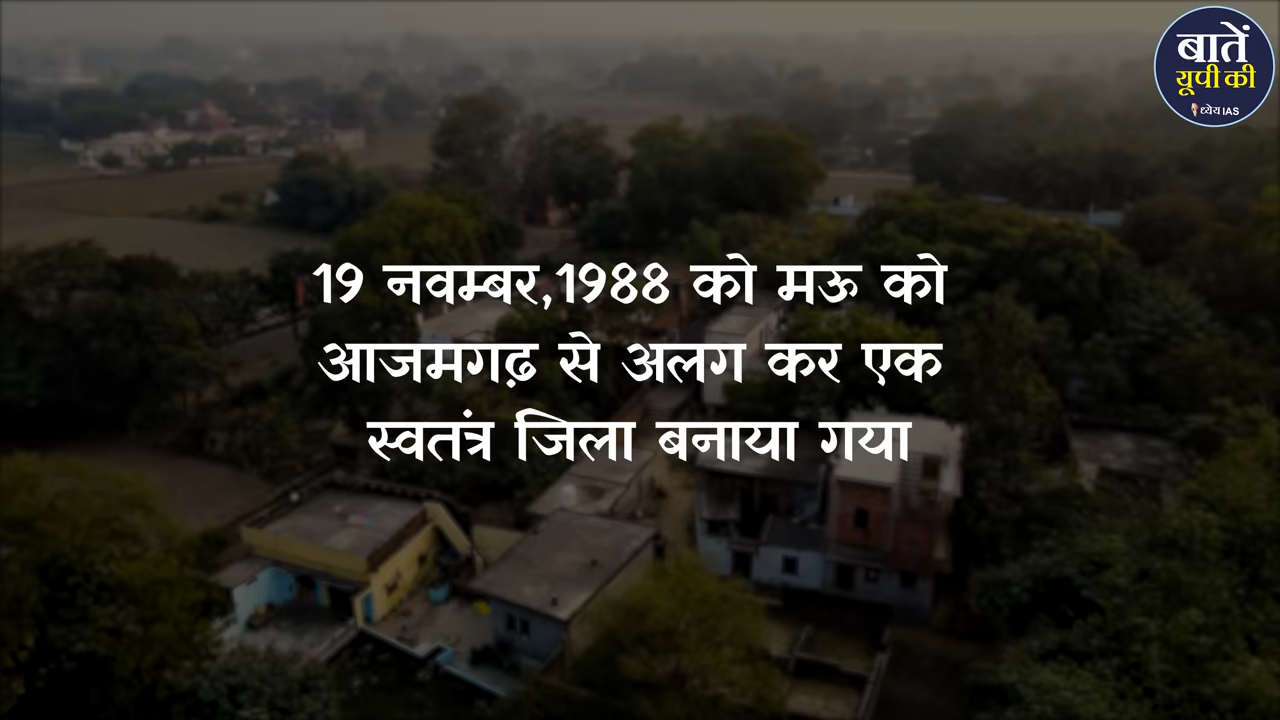 बातें
यूपी की
ध्येय IAS
19 नवम्बर,1988 को मऊ को
आजमगढ़ से अलग कर एक
स्वतंत्र जिला बनाया गया